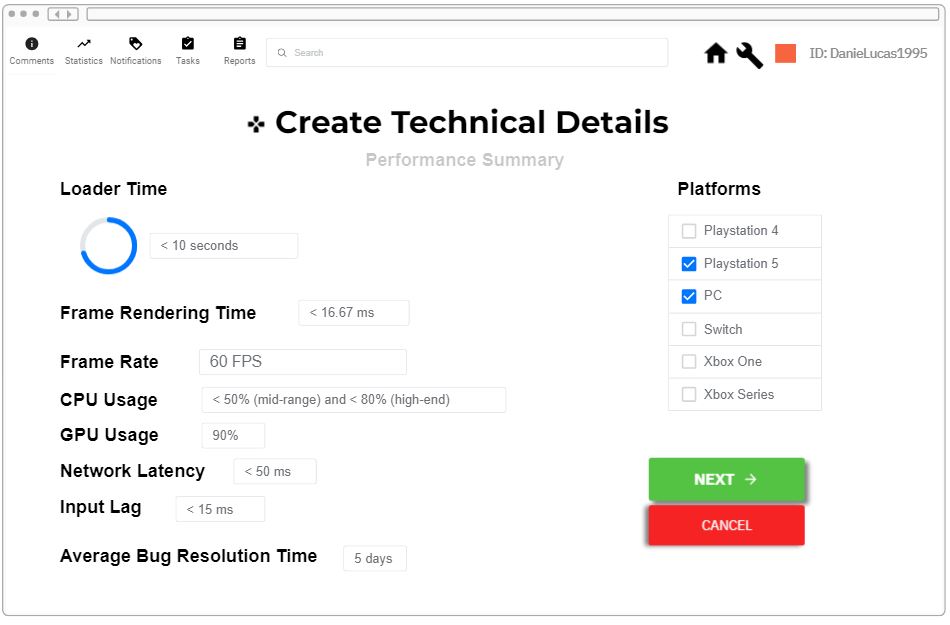 Comments
Statistics
Notifications
Tasks
Reports
Search
ID: DanieLucas1995
Create Technical Details
Performance Summary
Loader Time
< 10 seconds
Frame Rendering Time
< 16.67 ms
Frame Rate
60 FPS
CPU Usage
< 50% (mid-range) and < 80% (high-end)
GPU Usage
90%
Network Latency
< 50 ms
Input Lag
< 15 ms
Average Bug Resolution Time
5 days
Platforms
Playstation 4
Playstation 5
PC
Switch
Xbox One
Xbox Series
NEXT →
CANCEL